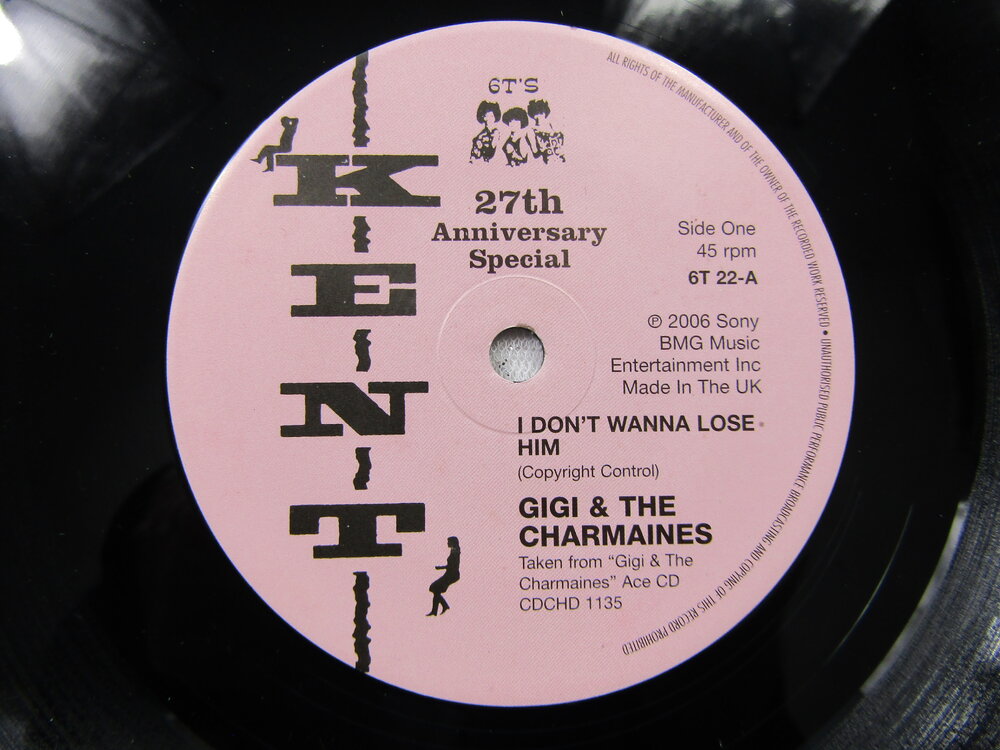 6T'S
KENT
27th
Anniversary
Special
Side One
45 rpm
6T 22-A
℗ 2006 Sony
BMG Music
Entertainment Inc
Made In The UK
I DON'T WANNA LOSE
HIM
(Copyright Control)
GIGI & THE
CHARMAINES
Taken from "Gigi & The
Charmaines" Ace CD
CDCHD 1135
ALL RIGHTS OF THE MANUFACTURER AND OF THE OWNER OF THE RECORDED WORK RESERVED • UNAUTHORISED PUBLIC PERFORMANCE BROADCASTING AND COPYING OF THIS RECORD PROHIBITED